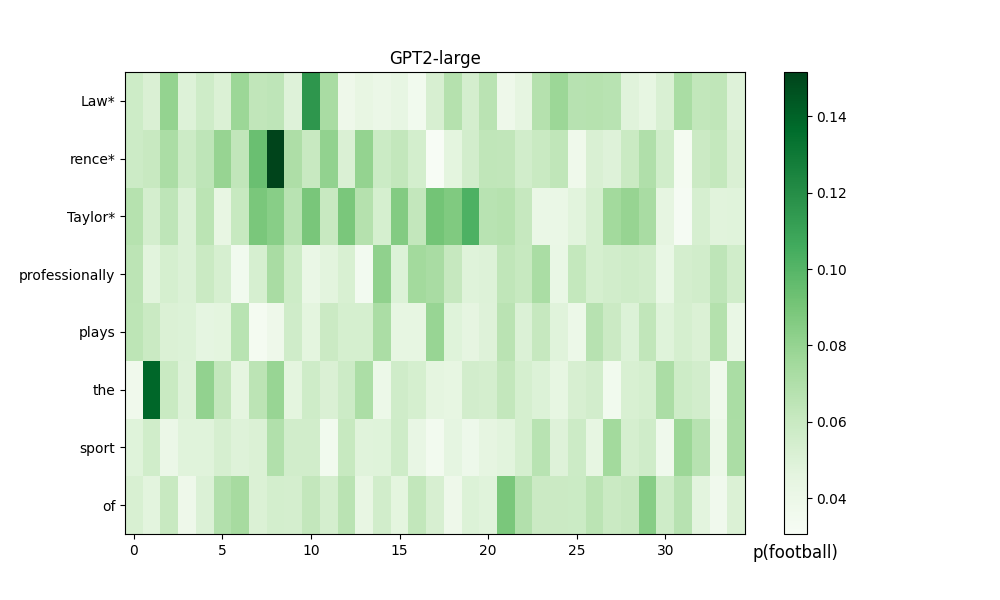 GPT2-large
Law*
rence*
Taylor*
professionally
plays
the
sport
of
0 5 10 15 20 25 30
0.14
0.12
0.10
0.08
0.06
0.04
p(football)